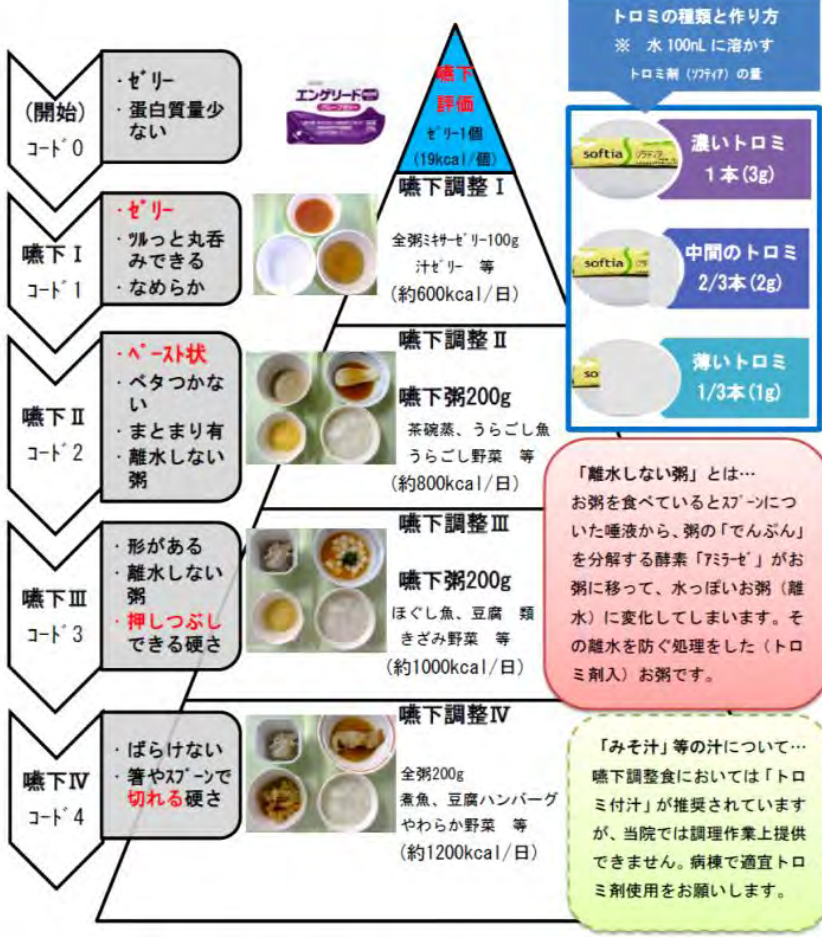 (開始)
コード0
・ゼリー
・蛋白質量少
ない
エンゲリード
嚥下
評価
ゼリー1個
(19kcal/個)
嚥下Ⅰ
コード1
・ゼリー
・ツルっと丸呑
みできる
・なめらか
嚥下調整Ⅰ
全粥ミキサーゼリー100g
汁ゼリー 等
(約600kcal/日)
嚥下Ⅱ
コード2
・ペースト状
・ベタつかな
い
・まとまり有
・離水しない
粥
嚥下調整Ⅱ
嚥下粥200g
茶碗蒸、うらごし魚
うらごし野菜 等
(約800kcal/日)
嚥下Ⅲ
コード3
・形がある
・離水しない
粥
・押しつぶし
できる硬さ
嚥下調整Ⅲ
嚥下粥200g
ほぐし魚、豆腐 類
きざみ野菜 等
(約1000kcal/日)
嚥下Ⅳ
コード4
・ばらけない
・箸やスプーンで
切れる硬さ
嚥下調整Ⅳ
全粥200g
煮魚、豆腐ハンバーグ
やわらか野菜 等
(約1200kcal/日)
トロミの種類と作り方
※ 水100mLに溶かす
トロミ剤(ソフティア)の量
softia S
濃いトロミ
1本(3g)
softia S
中間のトロミ
2/3本(2g)
so
薄いトロミ
1/3本(1g)
「離水しない粥」とは…
お粥を食べているとスプーンにつ
いた唾液から、粥の「でんぷん」
を分解する酵素「アミラーゼ」がお
粥に移って、水っぽいお粥(離
水)に変化してしまいます。そ
の離水を防ぐ処理をした(トロ
ミ剤入)お粥です。
「みそ汁」等の汁について…
嚥下調整食においては「トロ
ミ付汁」が推奨されています
が、当院では調理作業上提供
できません。病棟で適宜トロ
ミ剤使用をお願いします。